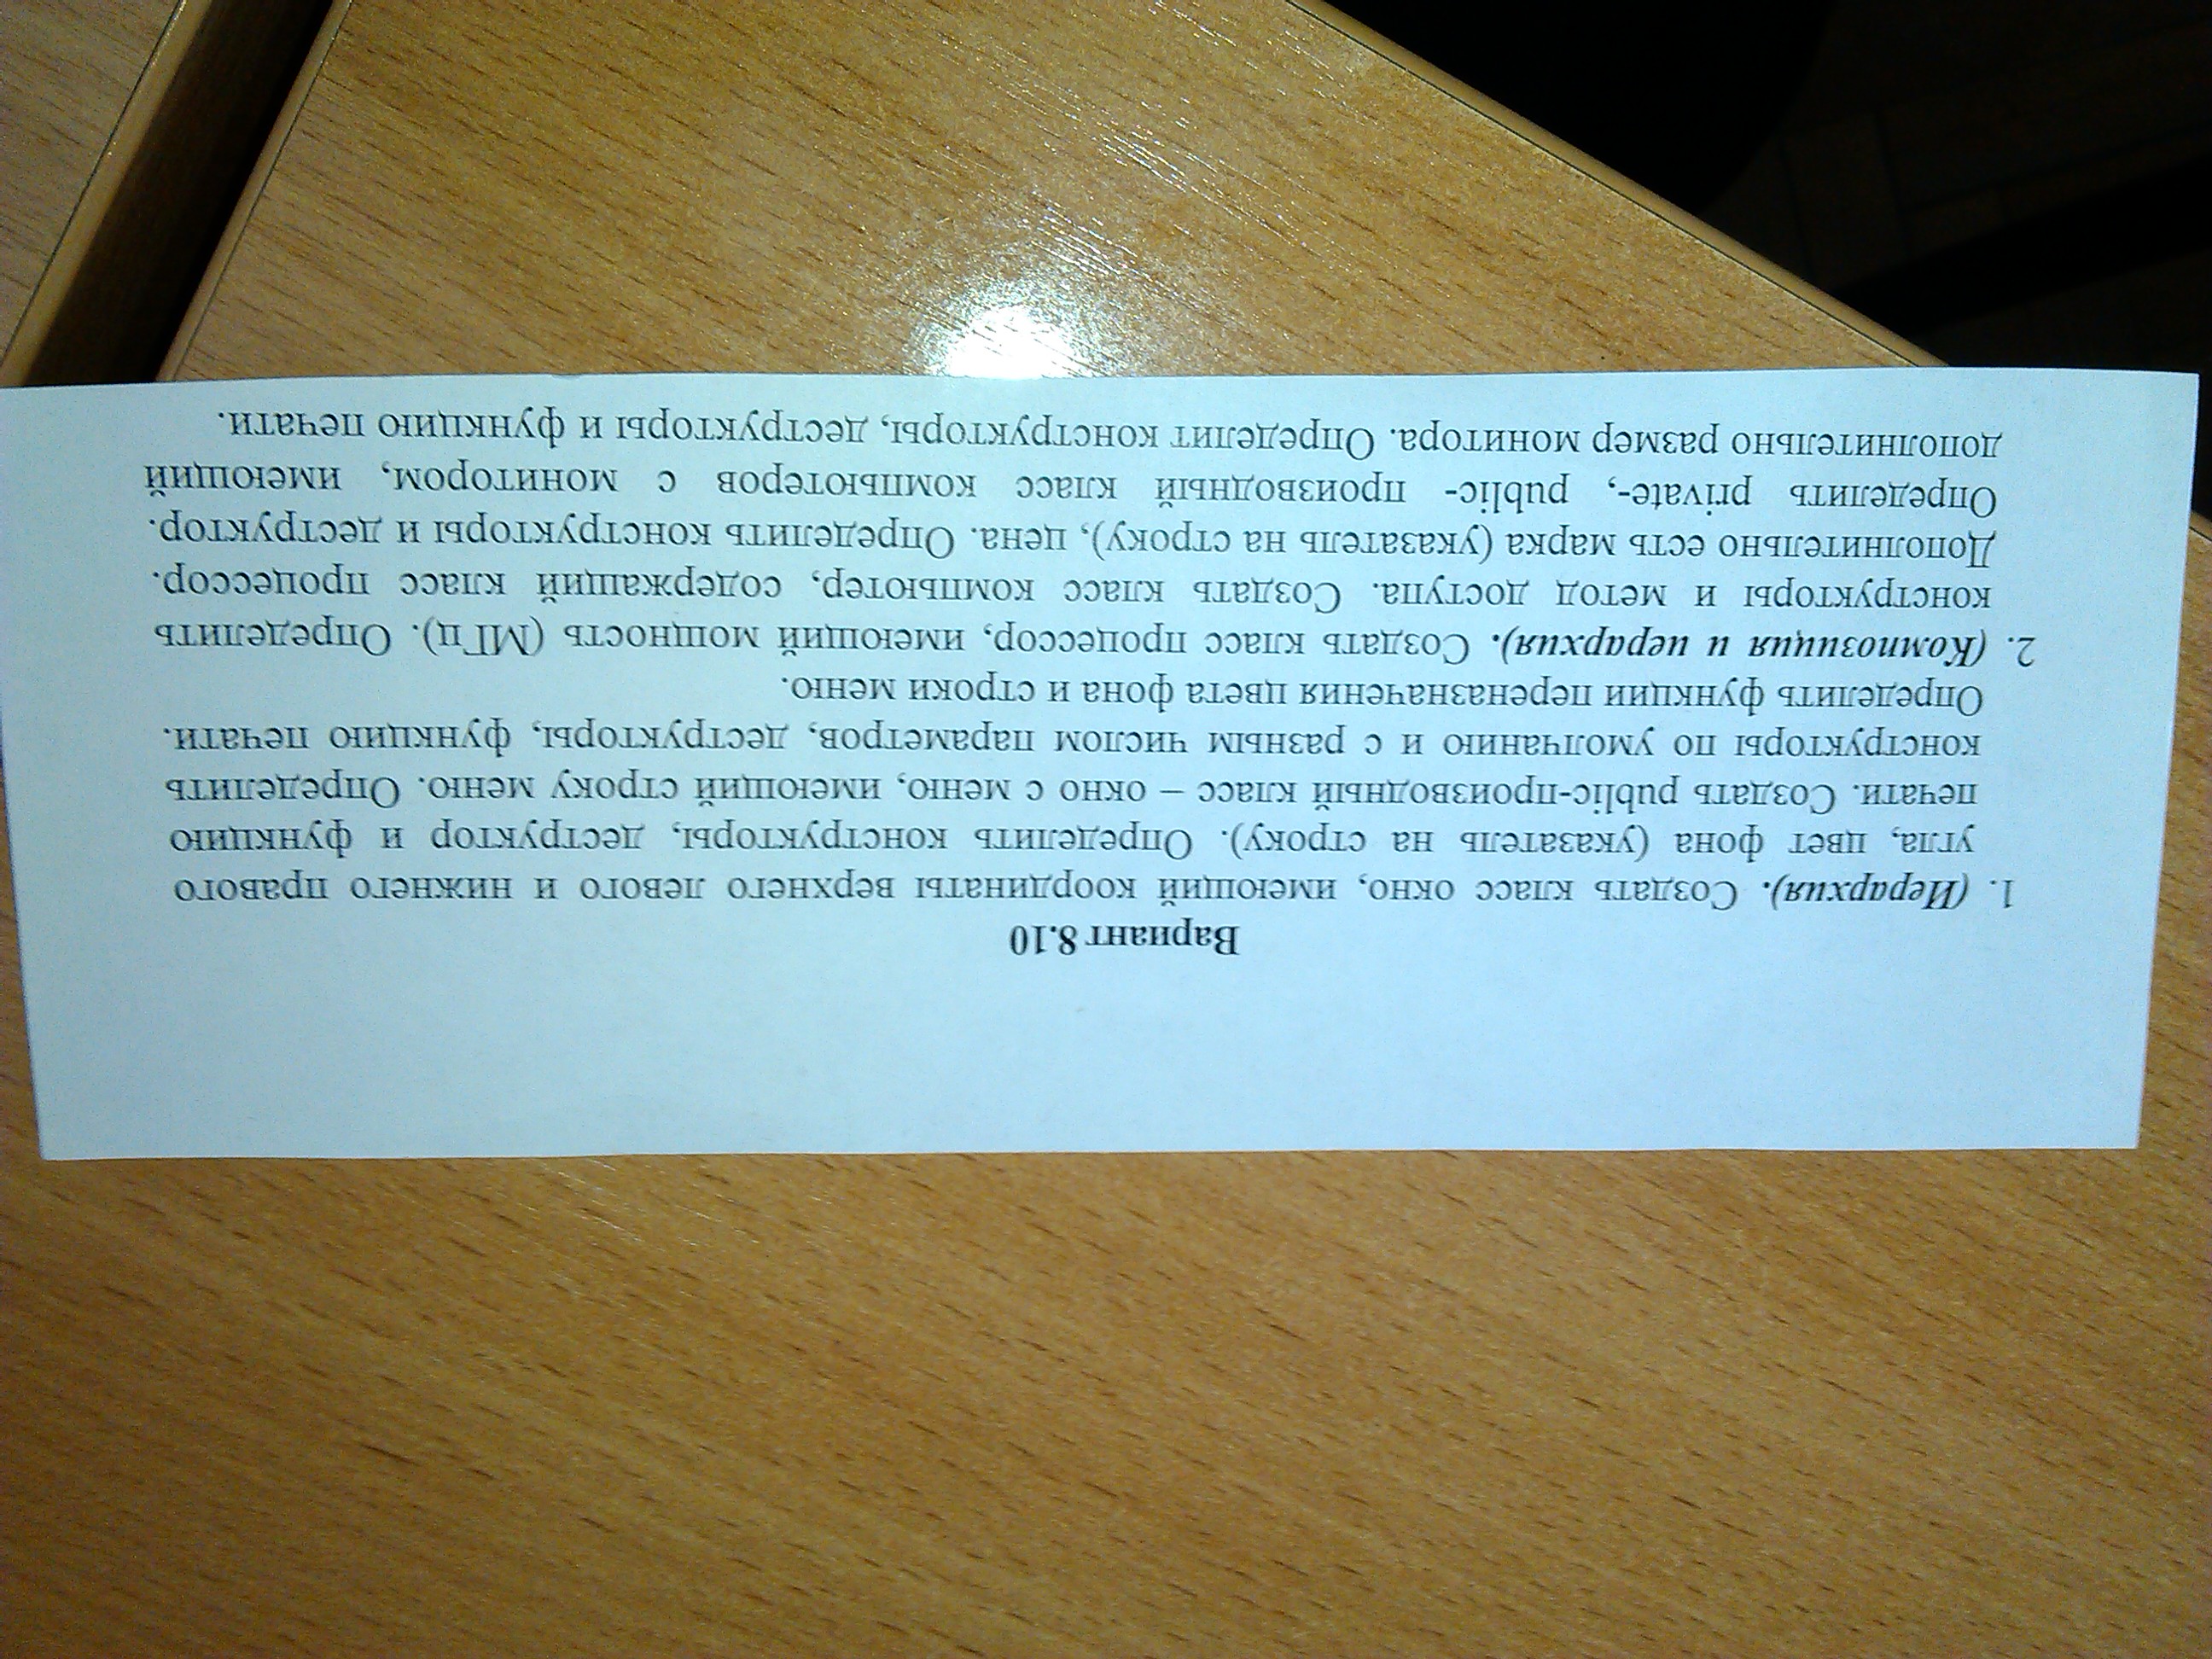 Вариант 8.10
1. (Иерархия). Создать класс окно, имеющий координаты верхнего левого и нижнего правого
угла, цвет фона (указатель на строку). Определить конструкторы, деструктор и функцию
печати. Создать public-производный класс – окно с меню, имеющий строку меню. Определить
конструкторы по умолчанию и с разным числом параметров, деструкторы, функцию печати.
Определить функции переназначения цвета фона и строки меню.
2. (Композиция и иерархия). Создать класс процессор, имеющий мощность (МГц). Определить
конструкторы и метод доступа. Создать класс компьютер, содержащий класс процессор.
Дополнительно есть марка (указатель на строку), цена. Определить конструкторы и деструктор.
Определить private-, public- производный класс компьютеров с монитором, имеющий
дополнительно размер монитора. Определит конструкторы, деструкторы и функцию печати.